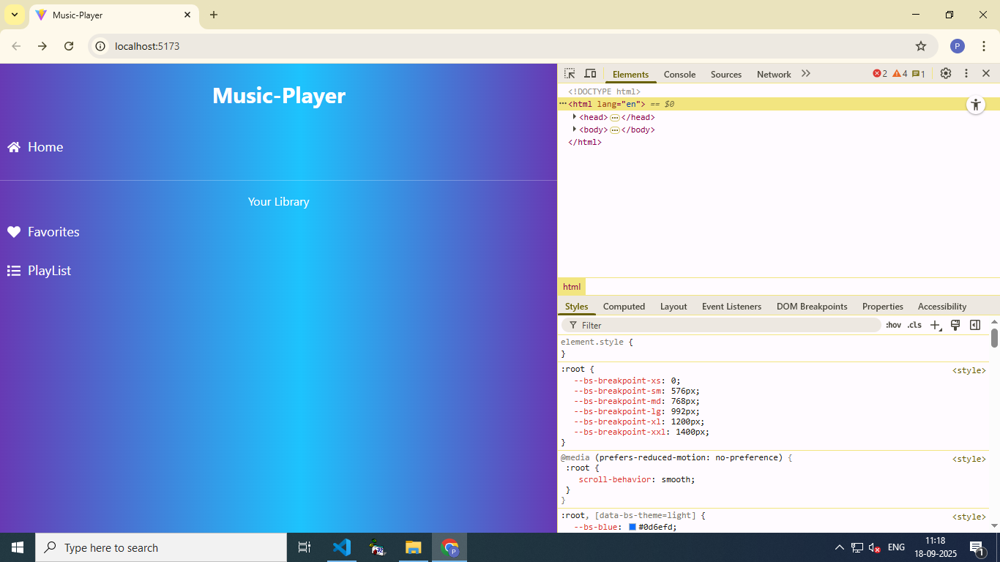 Music-Player
localhost:5173
P
Music-Player
Home
Your Library
Favorites
PlayList
Elements
Console
Sources
Network
2
4
1
<!DOCTYPE html>
<html lang="en"> == $0
<head> </head>
<body> </body>
</html>
html
Styles
Computed
Layout
Event Listeners
DOM Breakpoints
Properties
Accessibility
Filter
:hov
.cls
element.style {
}
:root {
<style>
--bs-breakpoint-xs: 0;
--bs-breakpoint-sm: 576px;
--bs-breakpoint-md: 768px;
--bs-breakpoint-lg: 992px;
--bs-breakpoint-xl: 1200px;
--bs-breakpoint-xxl: 1400px;
}
@media (prefers-reduced-motion: no-preference) {
<style>
:root {
scroll-behavior: smooth;
}
}
:root, [data-bs-theme=light] {
<style>
--bs-blue: #0d6efd;
Type here to search
P
ENG
11:18
18-09-2025
1